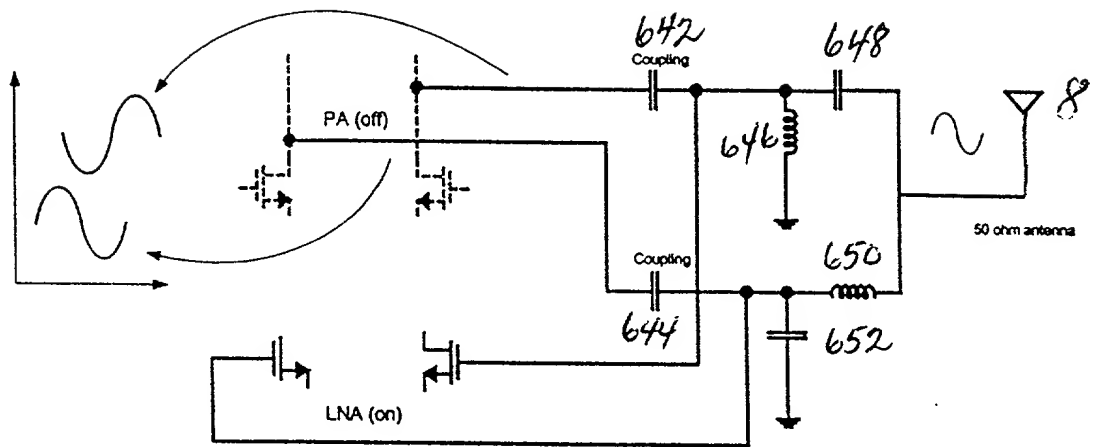 642
Coupling
648
PA (off)
646
8
50 ohm antenna
Coupling
650
644
652
LNA (on)